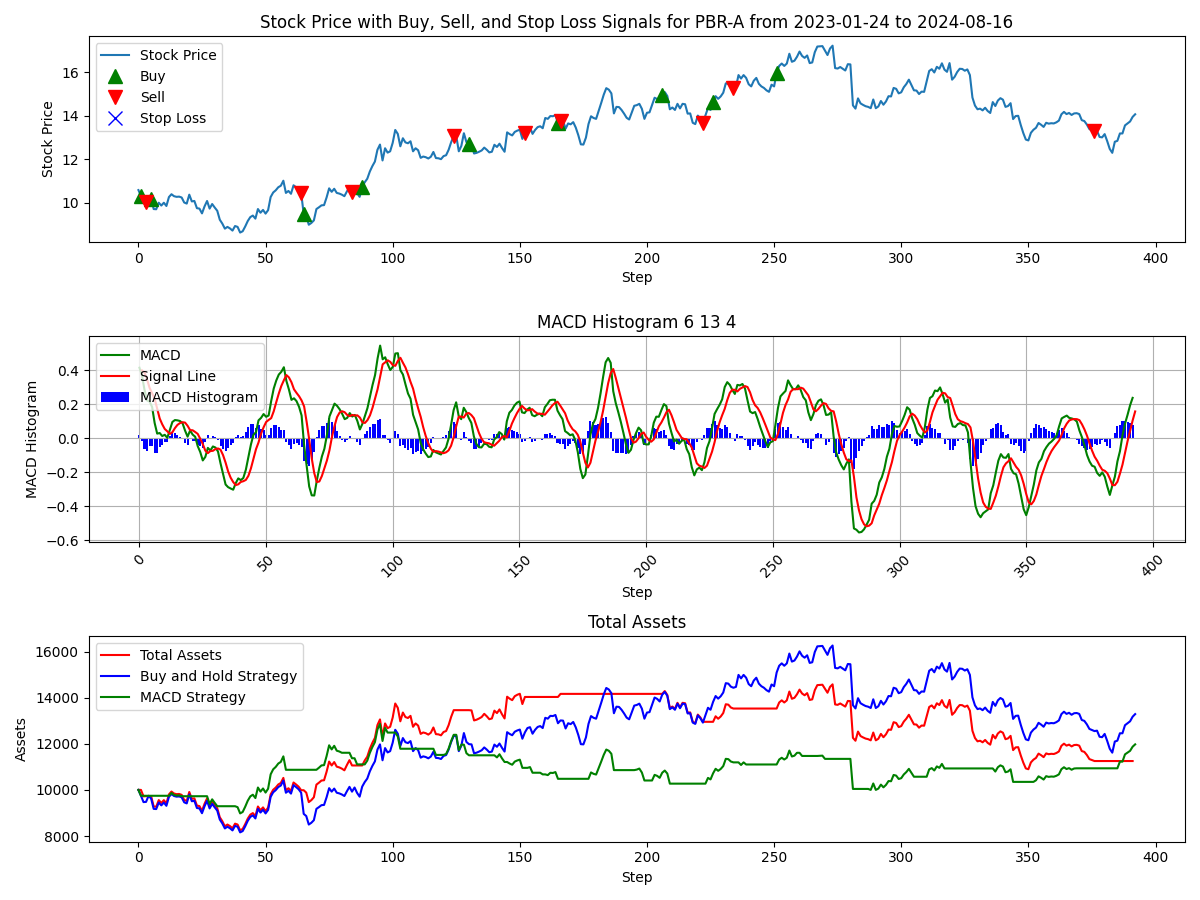 Stock Price with Buy, Sell, and Stop Loss Signals for PBR-A from 2023-01-24 to 2024-08-16
Stock Price
Buy
Sell
Stop Loss
Stock Price
16
14
12
10
0 50 100 150 200 250 300 350 400
Step
MACD Histogram 6 13 4
MACD
Signal Line
MACD Histogram
MACD Histogram
0.4
0.2
0.0
−0.2
−0.4
−0.6
0 50 100 150 200 250 300 350 400
Step
Total Assets
Total Assets
Buy and Hold Strategy
MACD Strategy
Assets
16000
14000
12000
10000
8000
0 50 100 150 200 250 300 350 400
Step